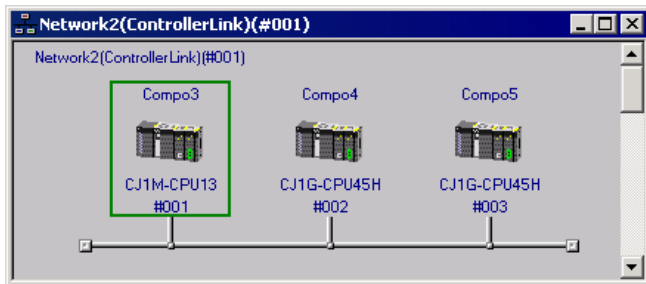 Network2(ControllerLink)(#001)
Network2(ControllerLink)(#001)
Compo3 Compo4 Compo5
CJ1M-CPU13 CJ1G-CPU45H CJ1G-CPU45H
#001 #002 #003